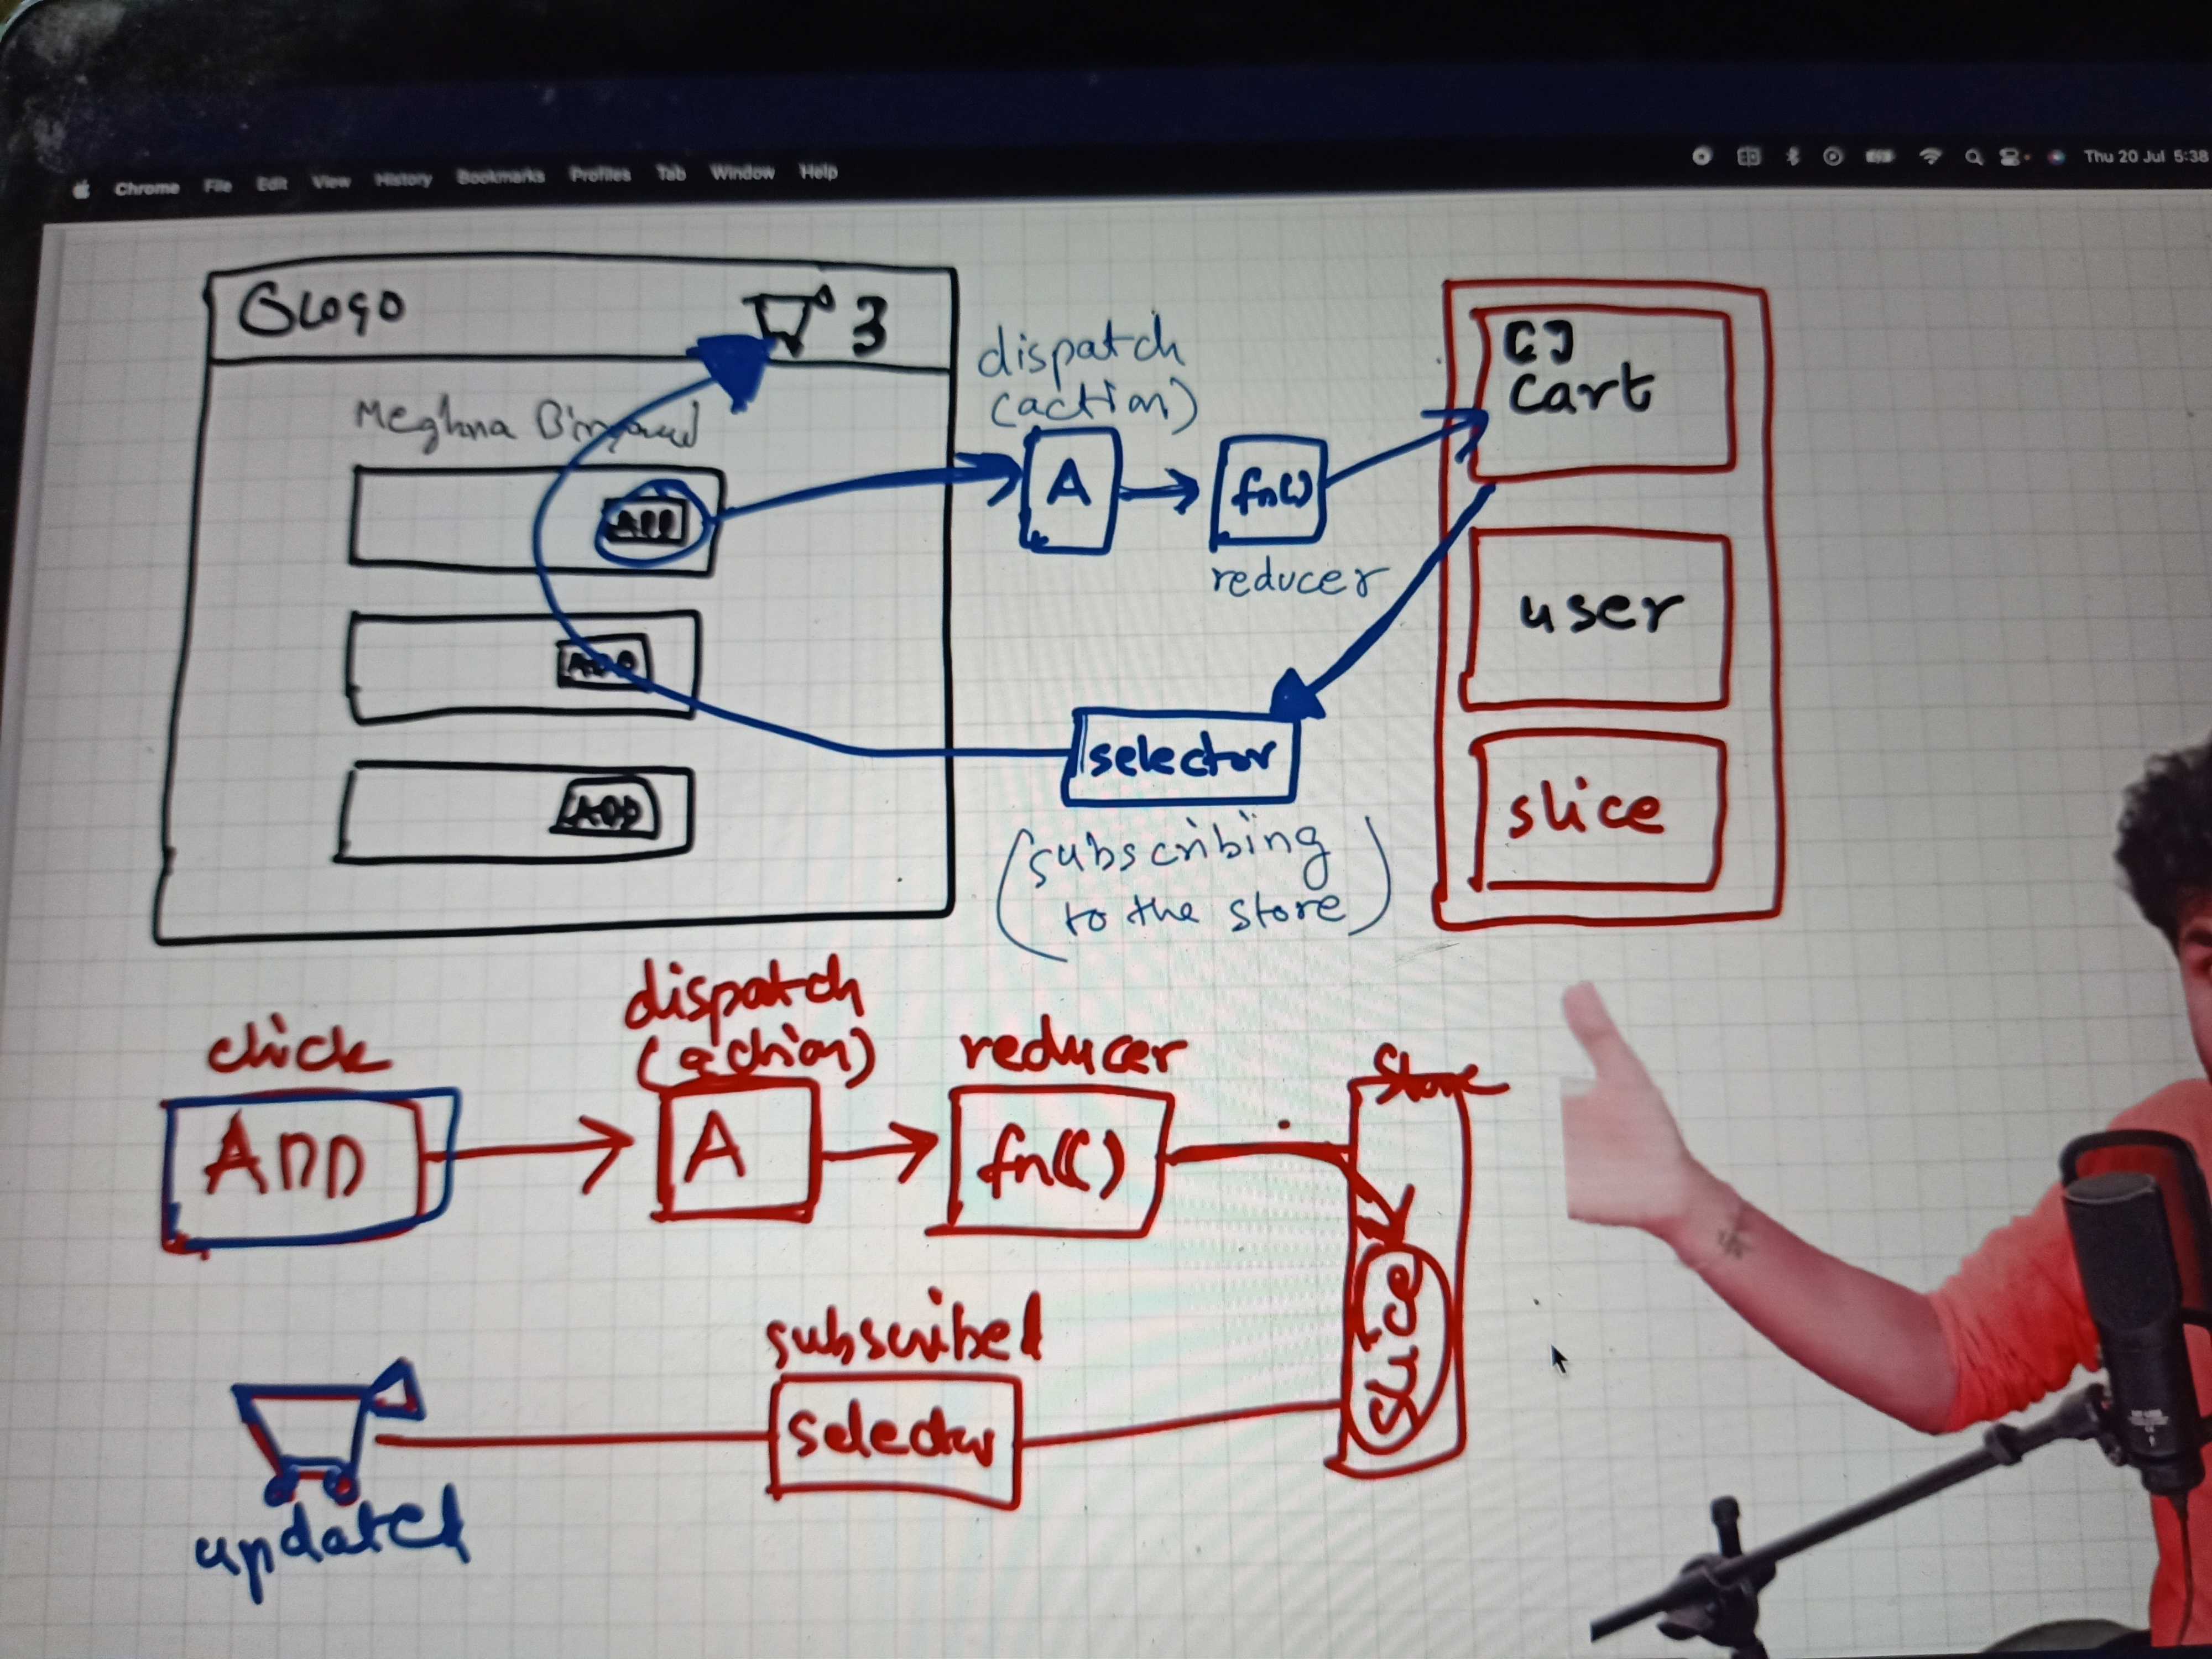 Chrome File Edit View History Bookmarks Profiles Tab Window Help
Thu 20 Jul 5:38
Logo
3
Meghna
ADD
ADD
ADD
dispatch
(action)
A
fn()
reducer
selector
(subscribing
to the store)
[]
Cart
user
slice
click
ADD
dispatch
(action)
A
reducer
fn()
Store
slice
subscribed
selector
updated